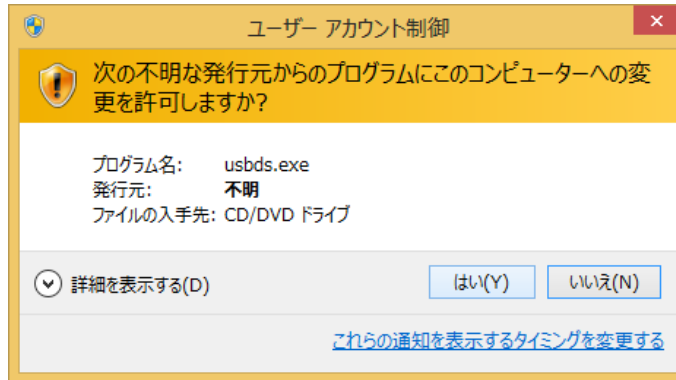 ユーザー アカウント制御
次の不明な発行元からのプログラムにこのコンピューターへの変
更を許可しますか?
プログラム名: usbds.exe
発行元: 不明
ファイルの入手先: CD/DVD ドライブ
詳細を表示する(D)
はい(Y)
いいえ(N)
これらの通知を表示するタイミングを変更する